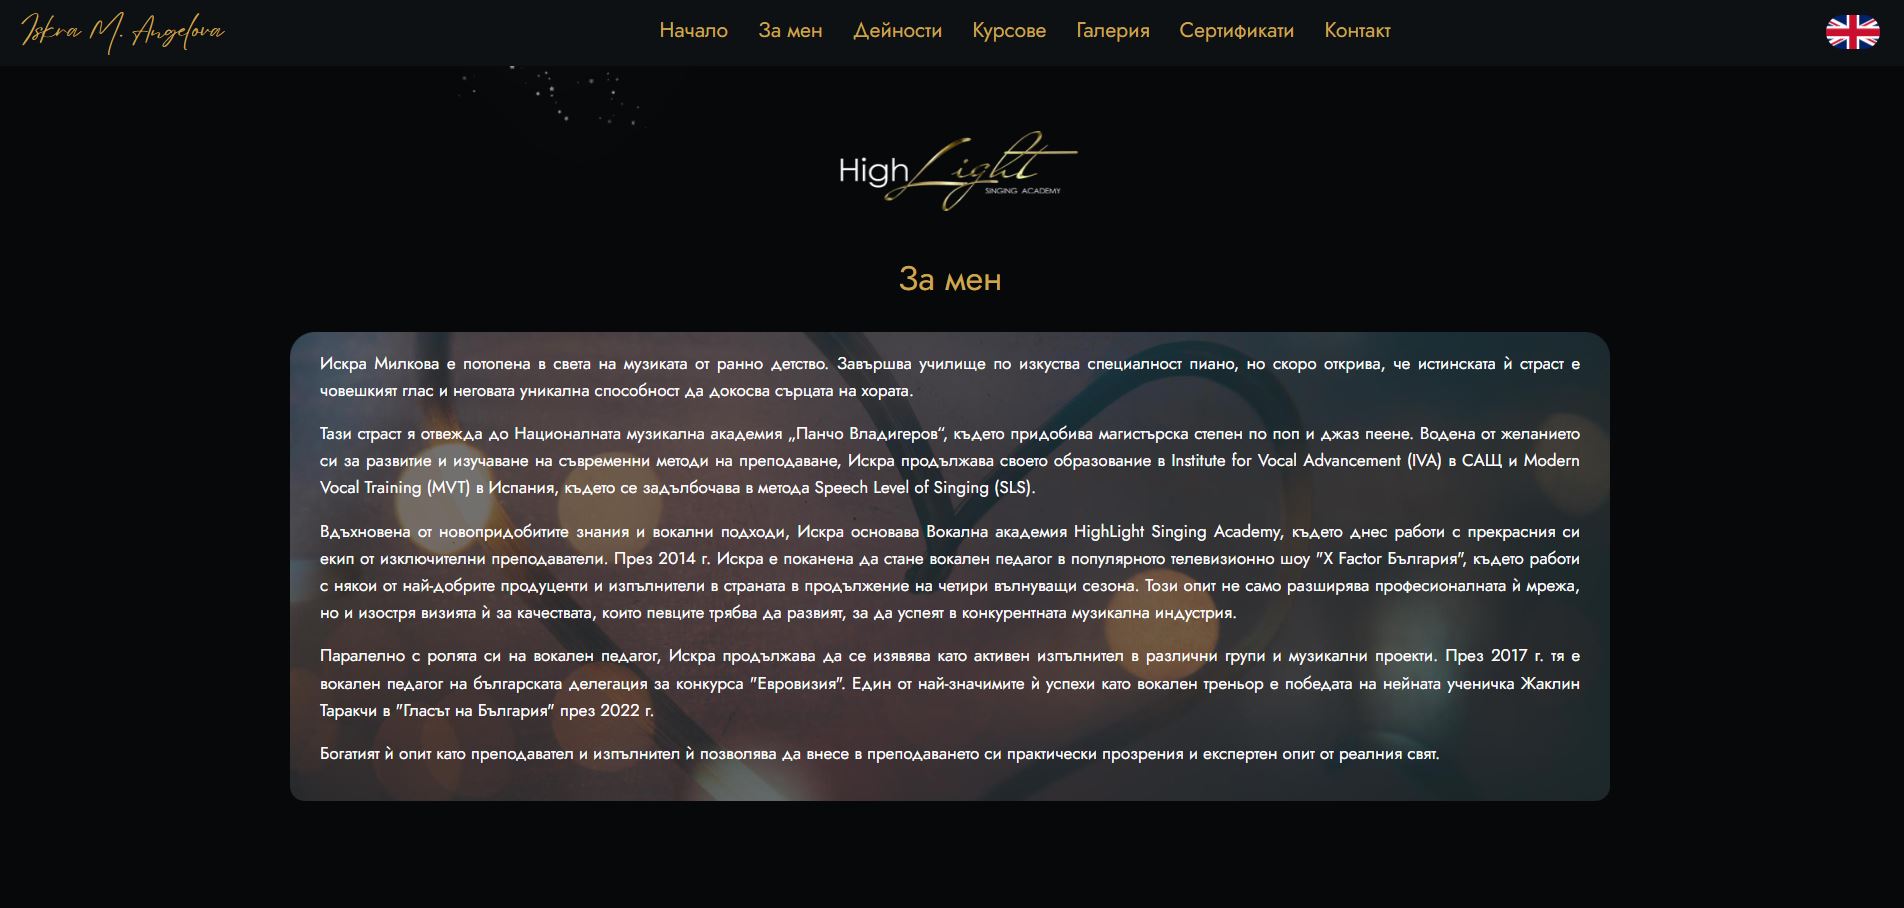 Iskra M. Angelova
Начало За мен Дейности Курсове Галерия Сертификати Контакт
HighLight
SINGING ACADEMY
За мен
Искра Милкова е потопена в света на музиката от ранно детство. Завършва училище по изкуства специалност пиано, но скоро открива, че истинската ѝ страст е
човешкият глас и неговата уникална способност да докосва сърцата на хората.
Тази страст я отвежда до Националната музикална академия „Панчо Владигеров“, където придобива магистърска степен по поп и джаз пеене. Водена от желанието
си за развитие и изучаване на съвременни методи на преподаване, Искра продължава своето образование в Institute for Vocal Advancement (IVA) в САЩ и Modern
Vocal Training (MVT) в Испания, където се задълбочава в метода Speech Level of Singing (SLS).
Вдъхновена от новопридобитите знания и вокални подходи, Искра основава Вокална академия HighLight Singing Academy, където днес работи с прекрасния си
екип от изключителни преподаватели. През 2014 г. Искра е поканена да стане вокален педагог в популярното телевизионно шоу "X Factor България", където работи
с някои от най-добрите продуценти и изпълнители в страната в продължение на четири вълнуващи сезона. Този опит не само разширява професионалната ѝ мрежа,
но и изостря визията ѝ за качествата, които певците трябва да развият, за да успеят в конкурентната музикална индустрия.
Паралелно с ролята си на вокален педагог, Искра продължава да се изявява като активен изпълнител в различни групи и музикални проекти. През 2017 г. тя е
вокален педагог на българската делегация за конкурса "Евровизия". Един от най-значимите ѝ успехи като вокален треньор е победата на нейната ученичка Жаклин
Таракчи в "Гласът на България" през 2022 г.
Богатият ѝ опит като преподавател и изпълнител ѝ позволява да внесе в преподаването си практически прозрения и експертен опит от реалния свят.